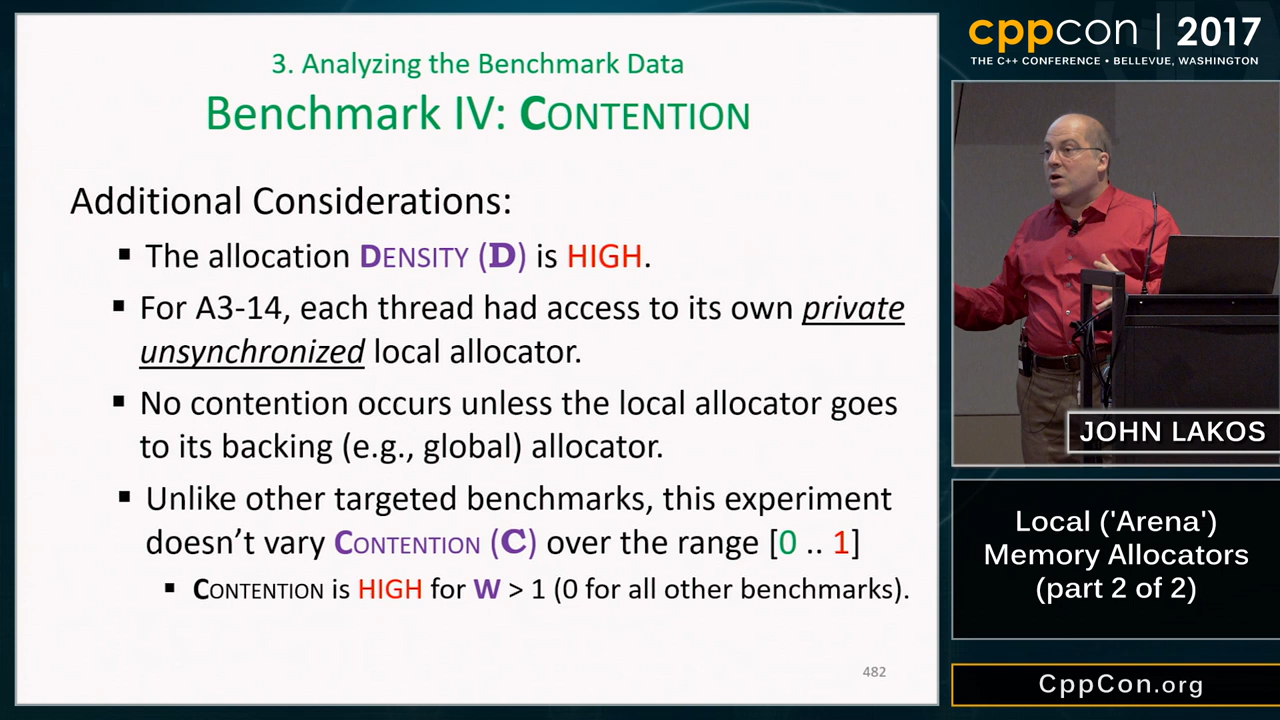 3. Analyzing the Benchmark Data
Benchmark IV: CONTENTION
Additional Considerations:
▪ The allocation DENSITY (D) is HIGH.
▪ For A3-14, each thread had access to its own private
unsynchronized local allocator.
▪ No contention occurs unless the local allocator goes
to its backing (e.g., global) allocator.
▪ Unlike other targeted benchmarks, this experiment
doesn’t vary CONTENTION (C) over the range [0 .. 1]
▪ CONTENTION is HIGH for W > 1 (0 for all other benchmarks).
482
cppcon | 2017
THE C++ CONFERENCE • BELLEVUE, WASHINGTON
JOHN LAKOS
Local ('Arena')
Memory Allocators
(part 2 of 2)
CppCon.org